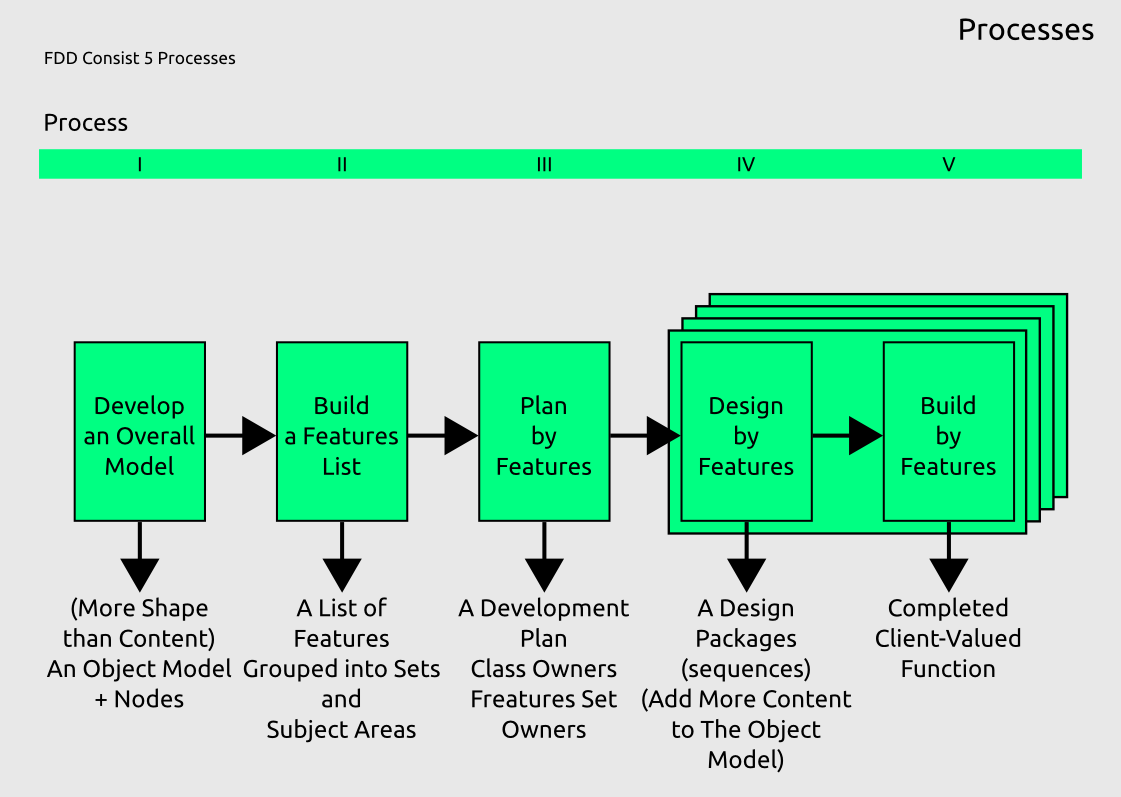 Processes
FDD Consist 5 Processes
Process
I
II
III
IV
V
Develop
an Overall
Model
Build
a Features
List
Plan
by
Features
Design
by
Features
Build
by
Features
(More Shape
than Content)
An Object Model
+ Nodes
A List of
Features
Grouped into Sets
and
Subject Areas
A Development
Plan
Class Owners
Freatures Set
Owners
A Design
Packages
(sequences)
(Add More Content
to The Object
Model)
Completed
Client-Valued
Function